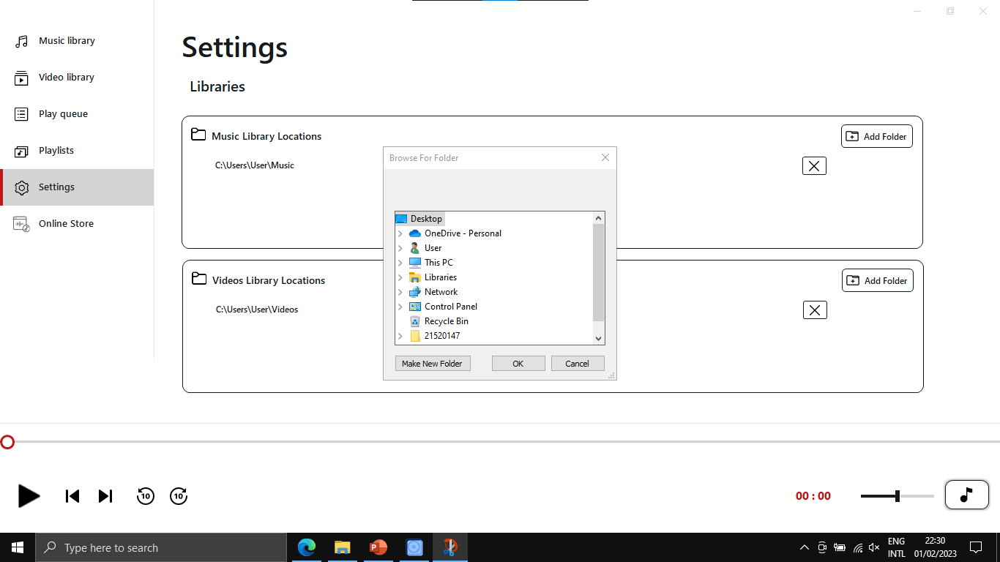 Music library
Video library
Play queue
Playlists
Settings
Online Store
Settings
Libraries
Music Library Locations
Add Folder
C:\Users\User\Music
Videos Library Locations
Add Folder
C:\Users\User\Videos
Browse For Folder
Desktop
OneDrive - Personal
User
This PC
Libraries
Network
Control Panel
Recycle Bin
21520147
Make New Folder
OK
Cancel
10
10
00 : 00
Type here to search
P
ENG
INTL
22:30
01/02/2023